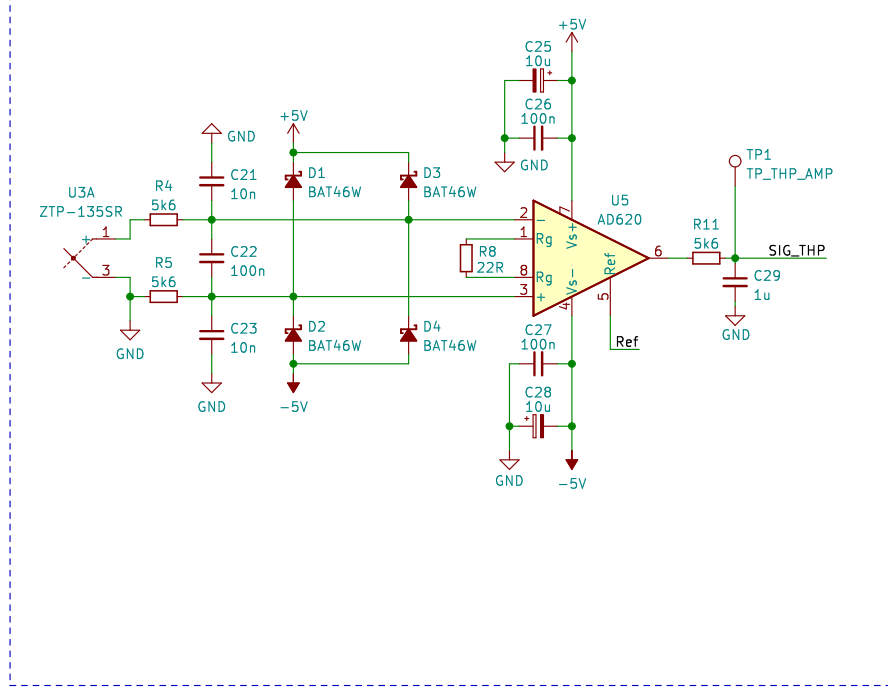 +5V
C25
10u
+
C26
100n
GND
+5V
GND
C21
10n
D1
BAT46W
D3
BAT46W
TP1
TP_THP_AMP
U3A
ZTP-135SR
R4
5k6
+
1
3
−
R5
5k6
GND
C22
100n
C23
10n
GND
D2
BAT46W
D4
BAT46W
−5V
U5
AD620
2
−
1
Rg
R8
22R
8
Rg
3
+
7
Vs+
Vs−
4
Ref
5
6
Ref
R11
5k6
SIG_THP
C29
1u
GND
C27
100n
C28
10u
+
GND
−5V